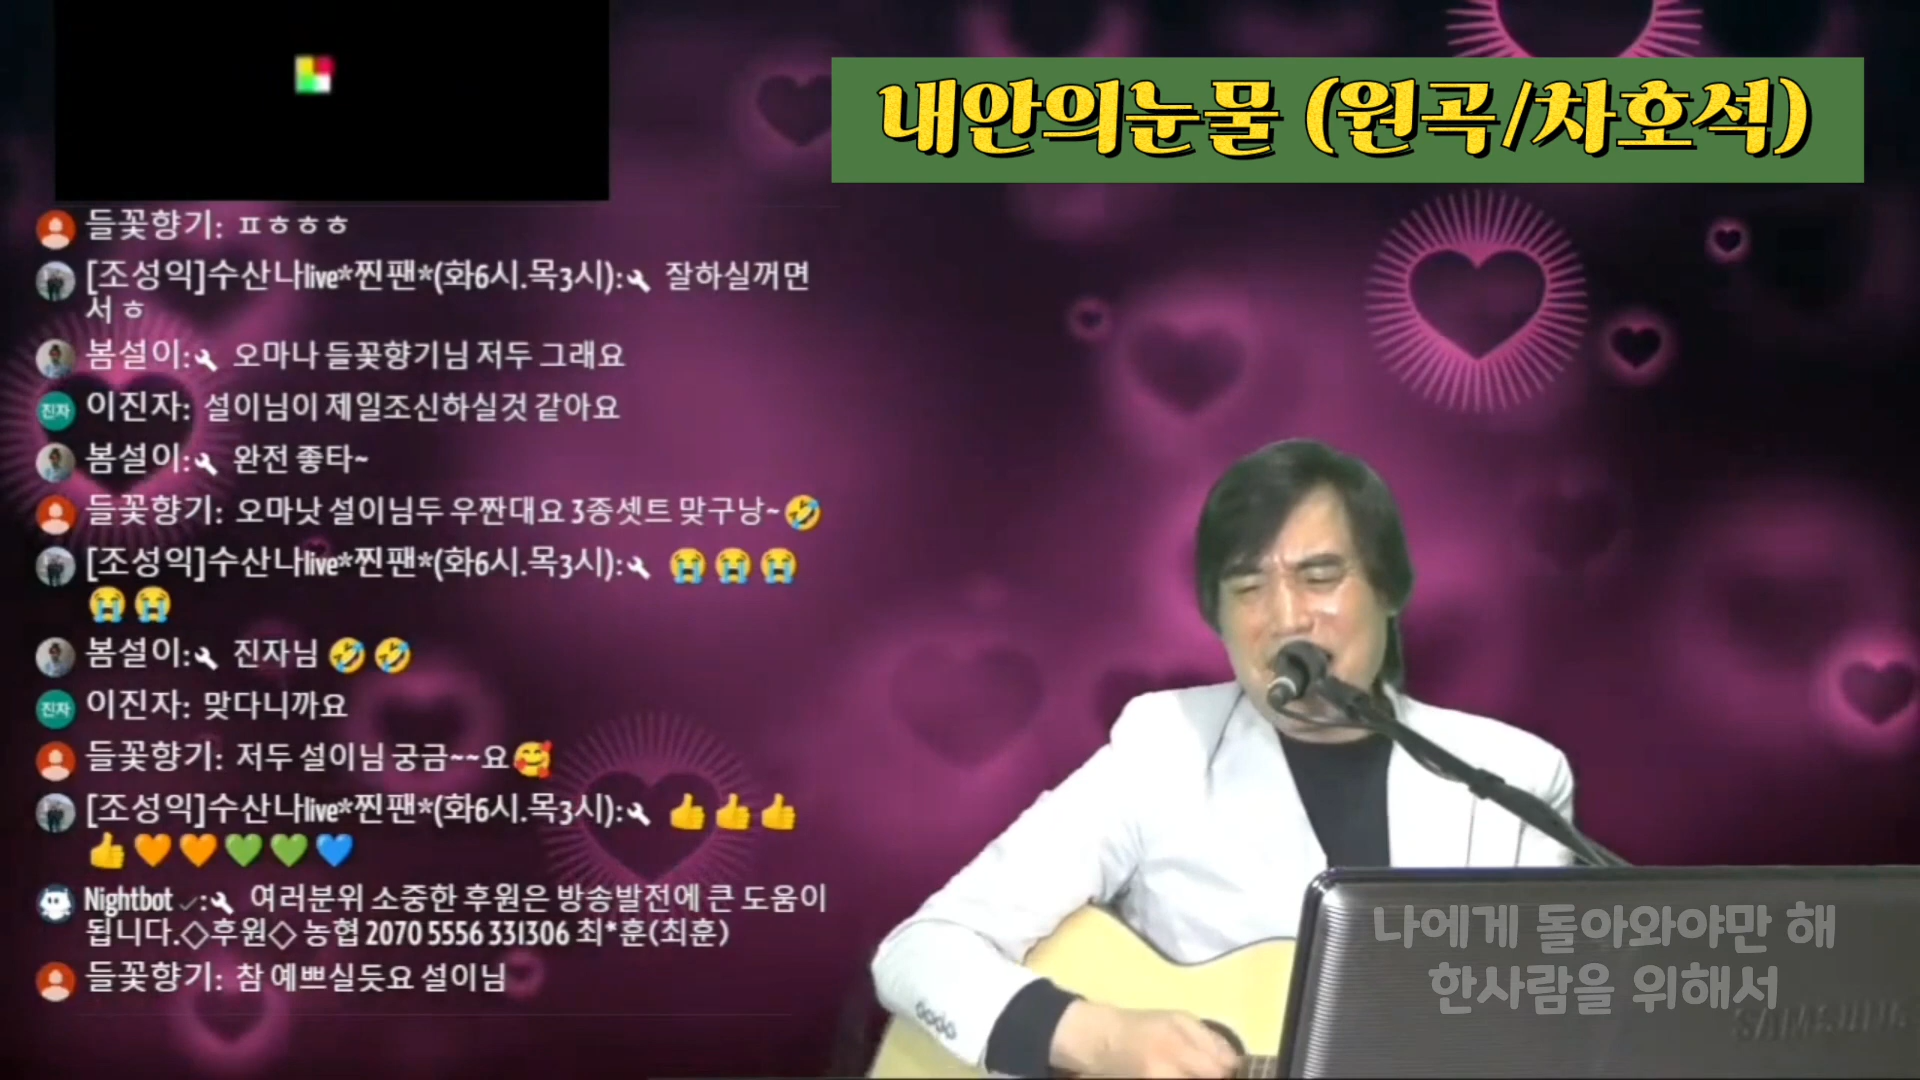 내안의눈물 (원곡/차호석)
들꽃향기: ㅍㅎㅎㅎ
[조성익]수산나live*찐팬*(화6시.목3시): 잘하실꺼면
서 ㅎ
봄설이: 오마나 들꽃향기님 저두 그래요
진자 이진자: 설이님이 제일조신하실것 같아요
봄설이: 완전 좋타~
들꽃향기: 오마낫 설이님두 우짠대요 3종셋트 맞구낭~🤣
[조성익]수산나live*찐팬*(화6시.목3시): 😭😭😭
😭😭
봄설이: 진자님 🤣🤣
진자 이진자: 맞다니까요
들꽃향기: 저두 설이님 궁금~~요🥰
[조성익]수산나live*찐팬*(화6시.목3시): 👍👍👍
👍🧡🧡💚💚💙
Nightbot ✓: 여러분위 소중한 후원은 방송발전에 큰 도움이
됩니다.◇후원◇ 농협 2070 5556 331306 최*훈(최훈)
들꽃향기: 참 예쁘실듯요 설이님
나에게 돌아와야만 해
한사람을 위해서
SAMSUNG